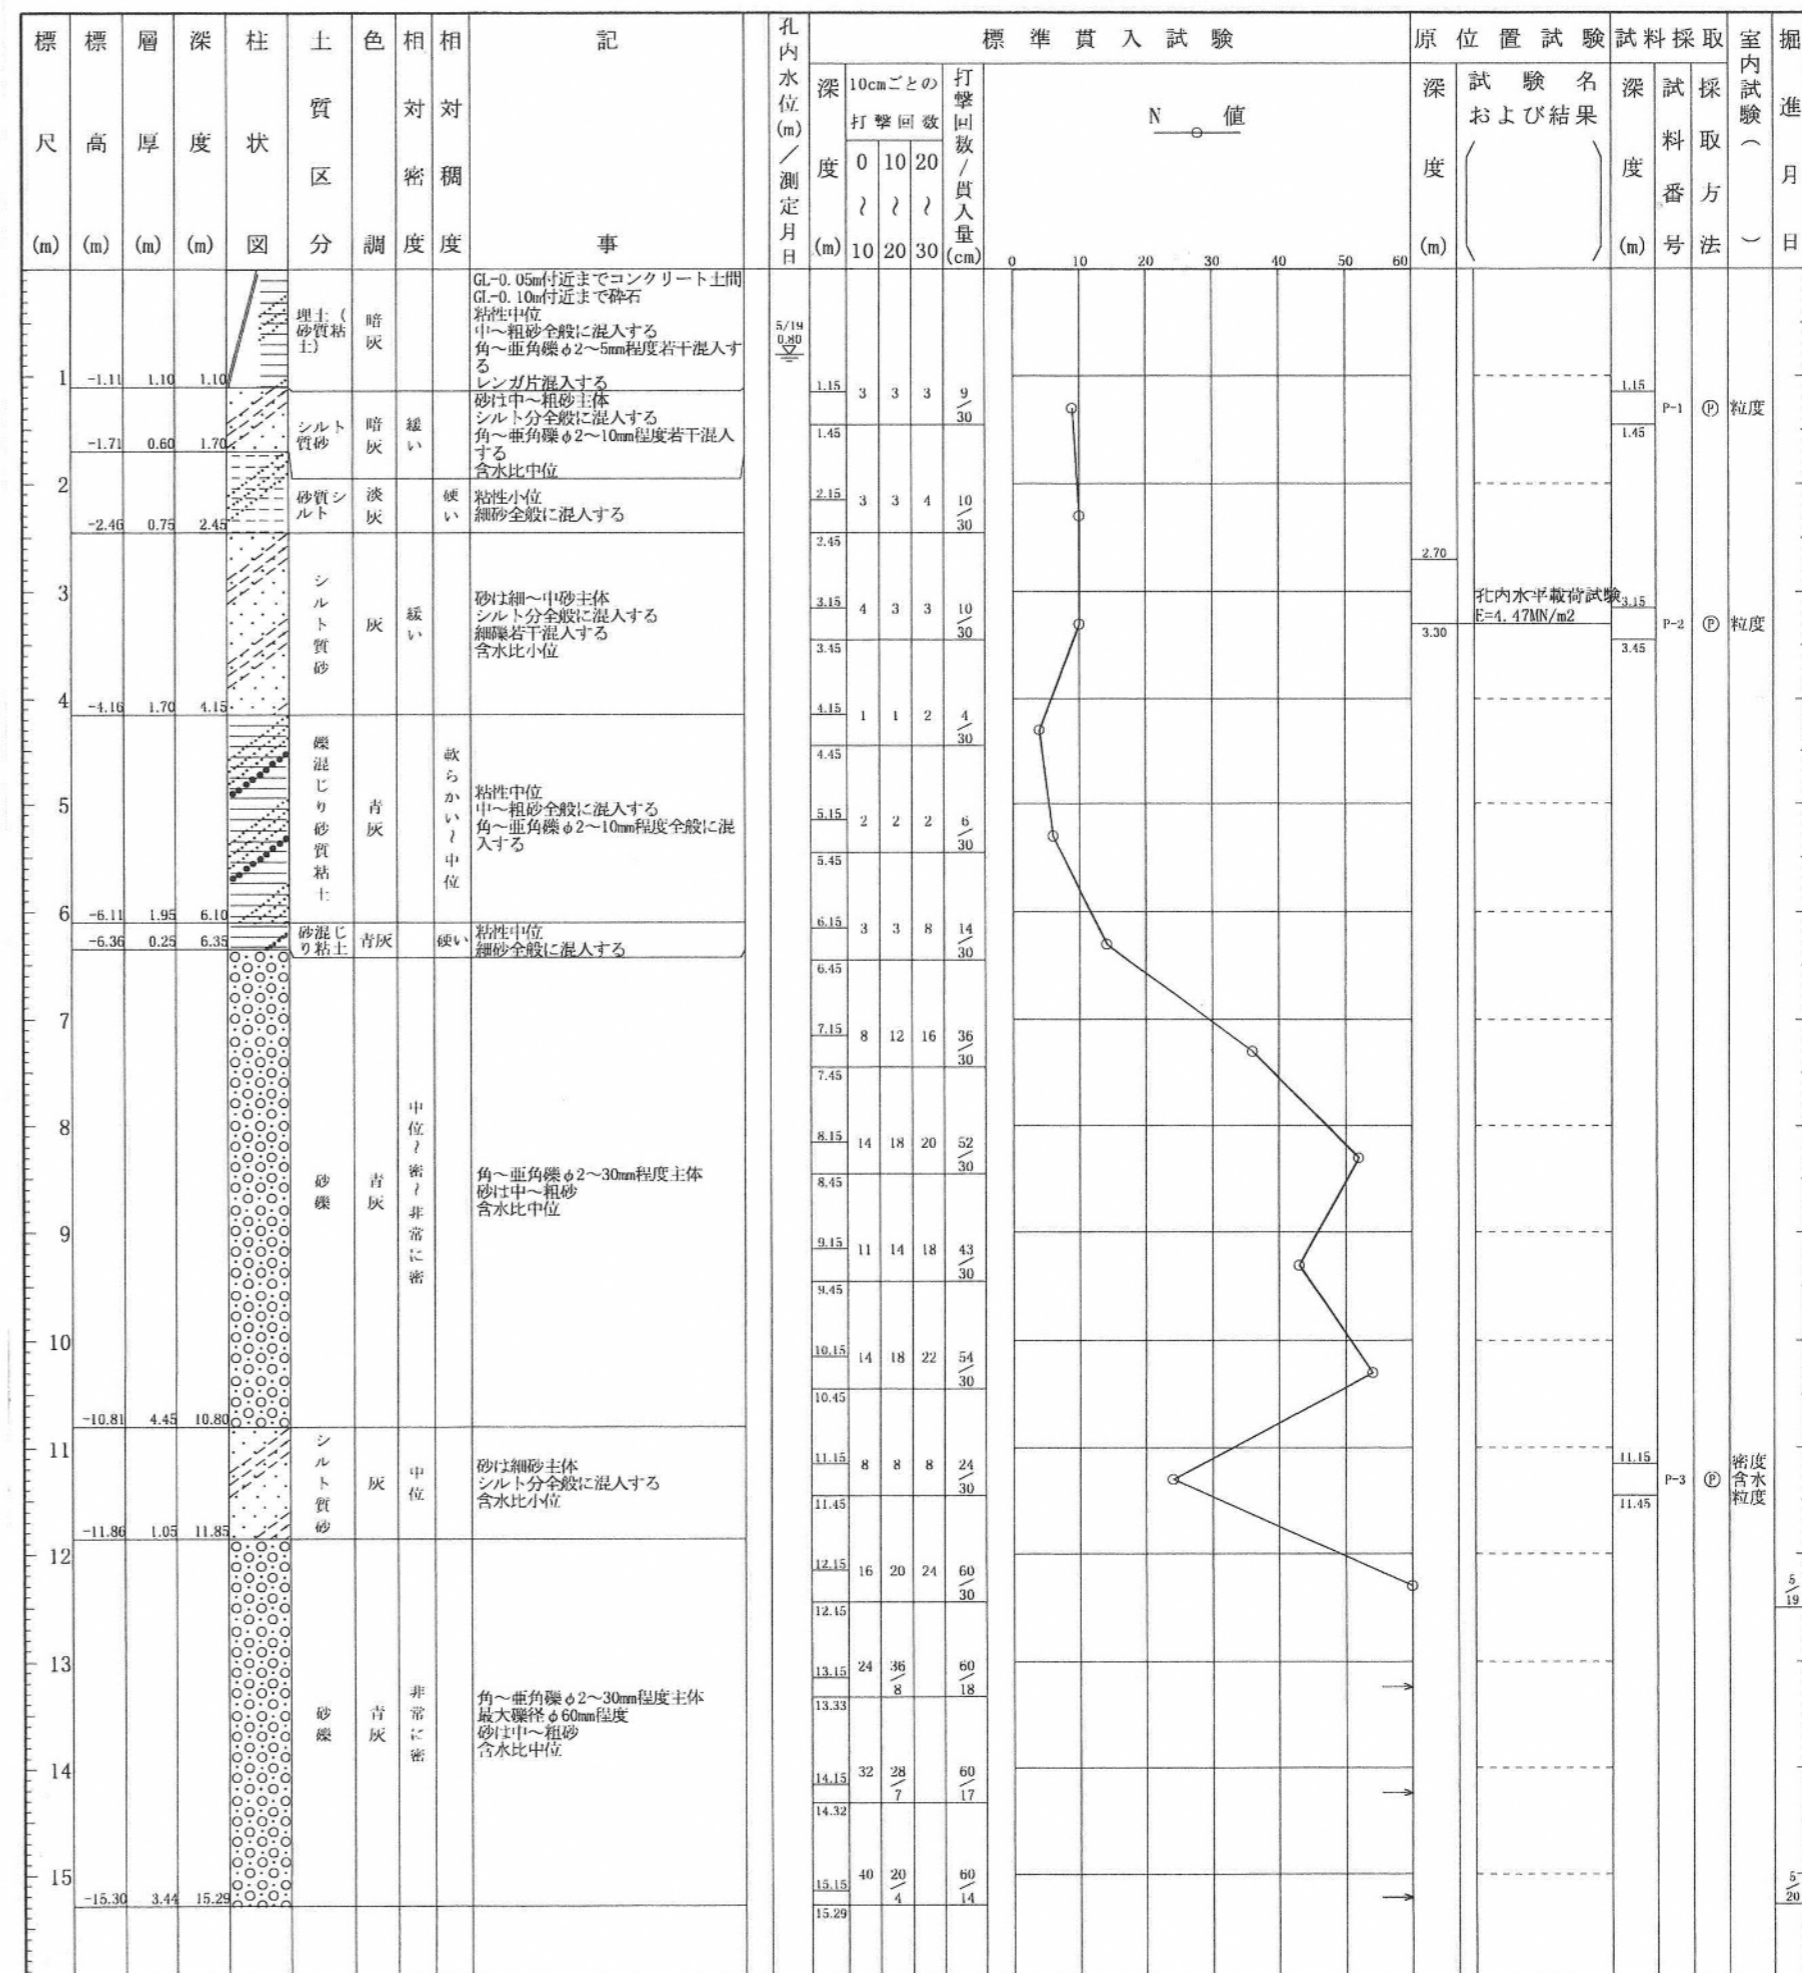 標尺(m)
標高(m)
層厚(m)
深度(m)
柱状図
土質区分
色調
相対密度
相対稠度
記事
孔内水位(m)/測定月日
標準貫入試験
深度(m)
10cmごとの打撃回数
0~10
10~20
20~30
打撃回数/貫入量(cm)
N値
0 10 20 30 40 50 60
原位置試験
深度(m)
試験名および結果
試料採取
深度(m)
試料番号
採取方法
室内試験( )
掘進月日
1
-1.11 1.10 1.10
埋土(砂質粘土)
暗灰
GL-0.05m付近までコンクリート土間
GL-0.10m付近まで砕石
粘性中位
中~粗砂全般に混入する
角~亜角礫φ2~5mm程度若干混入す
る
レンガ片混入する
5/19
0.80
1.15 3 3 3 9/30
1.45
1.15
1.45
P-1 Ⓟ 粒度
-1.71 0.60 1.70
シルト質砂
暗灰
緩い
砂は中~粗砂主体
シルト分全般に混入する
角~亜角礫φ2~10mm程度若干混入
する
含水比中位
2
-2.46 0.75 2.45
砂質シルト
淡灰
硬い
粘性小位
細砂全般に混入する
2.15 3 3 4 10/30
2.45
3
シルト質砂
灰
緩い
砂は細~中砂主体
シルト分全般に混入する
細礫若干混入する
含水比小位
3.15 4 3 3 10/30
3.45
2.70
3.30
孔内水平載荷試験
E=4.47MN/m2
3.15
3.45
P-2 Ⓟ 粒度
4
-4.16 1.70 4.15
4.15 1 1 2 4/30
4.45
礫混じり砂質粘土
青灰
軟らかい~中位
粘性中位
中~粗砂全般に混入する
角~亜角礫φ2~10mm程度全般に混
入する
5
5.15 2 2 2 6/30
5.45
6
-6.11 1.95 6.10
-6.36 0.25 6.35
砂混じり粘土
青灰
硬い
粘性中位
細砂全般に混入する
6.15 3 3 8 14/30
6.45
7
7.15 8 12 16 36/30
7.45
8
砂礫
青灰
中位~密~非常に密
角~亜角礫φ2~30mm程度主体
砂は中~粗砂
含水比中位
8.15 14 18 20 52/30
8.45
9
9.15 11 14 18 43/30
9.45
10
10.15 14 18 22 54/30
10.45
-10.81 4.45 10.80
11
シルト質砂
灰
中位
砂は細砂主体
シルト分全般に混入する
含水比小位
11.15 8 8 8 24/30
11.45
11.15
11.45
P-3 Ⓟ
密度
含水
粒度
-11.86 1.05 11.85
12
12.15 16 20 24 60/30
12.15
5/19
13
13.15 24 36/8 60/18
13.33
砂礫
青灰
非常に密
角~亜角礫φ2~30mm程度主体
最大礫径φ60mm程度
砂は中~粗砂
含水比中位
14
14.15 32 28/7 60/17
14.32
15
-15.30 3.44 15.29
15.15 40 20/4 60/14
15.29
5/20